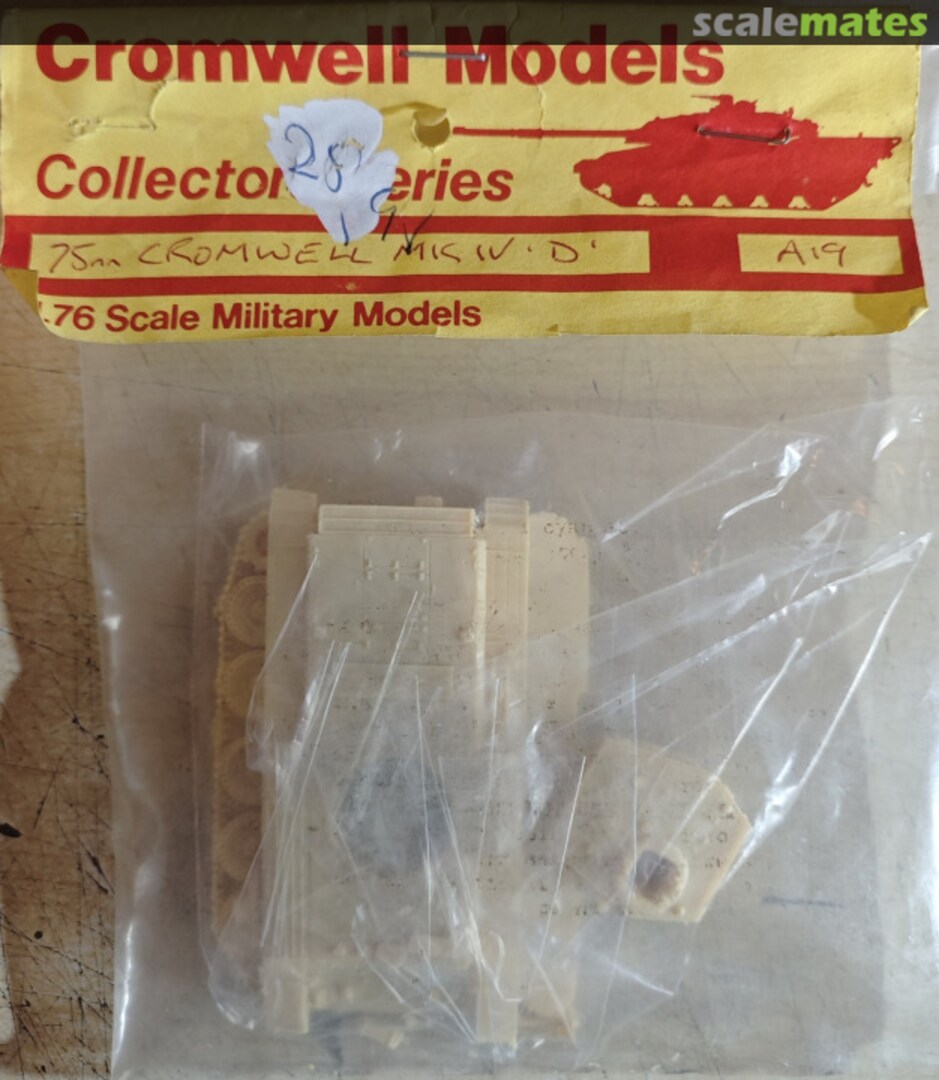 scalemates
Cromwell Models
Collector eries
28
75mm CROMWELL MK IV 'D'
A19
.76 Scale Military Models